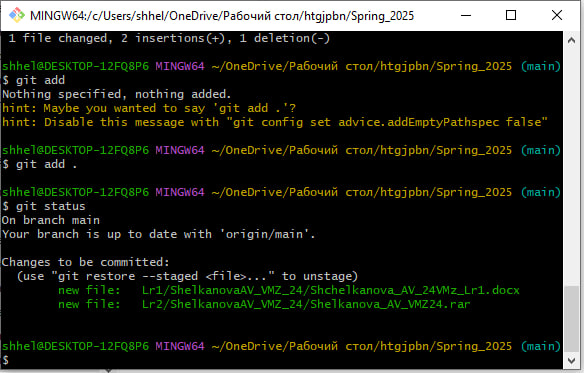 MINGW64:/c/Users/shhel/OneDrive/Рабочий стол/htgjpbn/Spring_2025
1 file changed, 2 insertions(+), 1 deletion(-)
shhel@DESKTOP-12FQ8P6 MINGW64 ~/OneDrive/Рабочий стол/htgjpbn/Spring_2025 (main)
$ git add
Nothing specified, nothing added.
hint: Maybe you wanted to say 'git add .'?
hint: Disable this message with "git config set advice.addEmptyPathspec false"
shhel@DESKTOP-12FQ8P6 MINGW64 ~/OneDrive/Рабочий стол/htgjpbn/Spring_2025 (main)
$ git add .
shhel@DESKTOP-12FQ8P6 MINGW64 ~/OneDrive/Рабочий стол/htgjpbn/Spring_2025 (main)
$ git status
On branch main
Your branch is up to date with 'origin/main'.
Changes to be committed:
(use "git restore --staged <file>..." to unstage)
new file: Lr1/ShelkanovaAV_VMZ_24/Shchelkanova_AV_24VMz_Lr1.docx
new file: Lr2/ShelkanovaAV_VMZ_24/Shelkanova_AV_VMZ24.rar
shhel@DESKTOP-12FQ8P6 MINGW64 ~/OneDrive/Рабочий стол/htgjpbn/Spring_2025 (main)
$